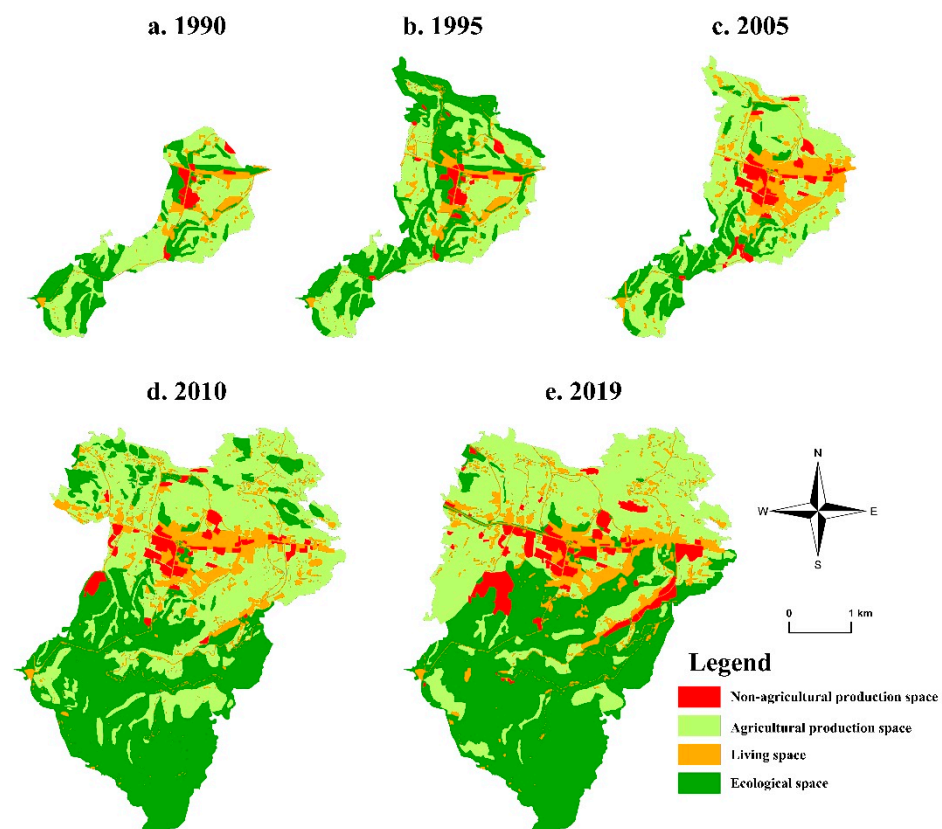 a. 1990
b. 1995
c. 2005
d. 2010
e. 2019
N
W
E
S
0 1 km
Legend
Non-agricultural production space
Agricultural production space
Living space
Ecological space